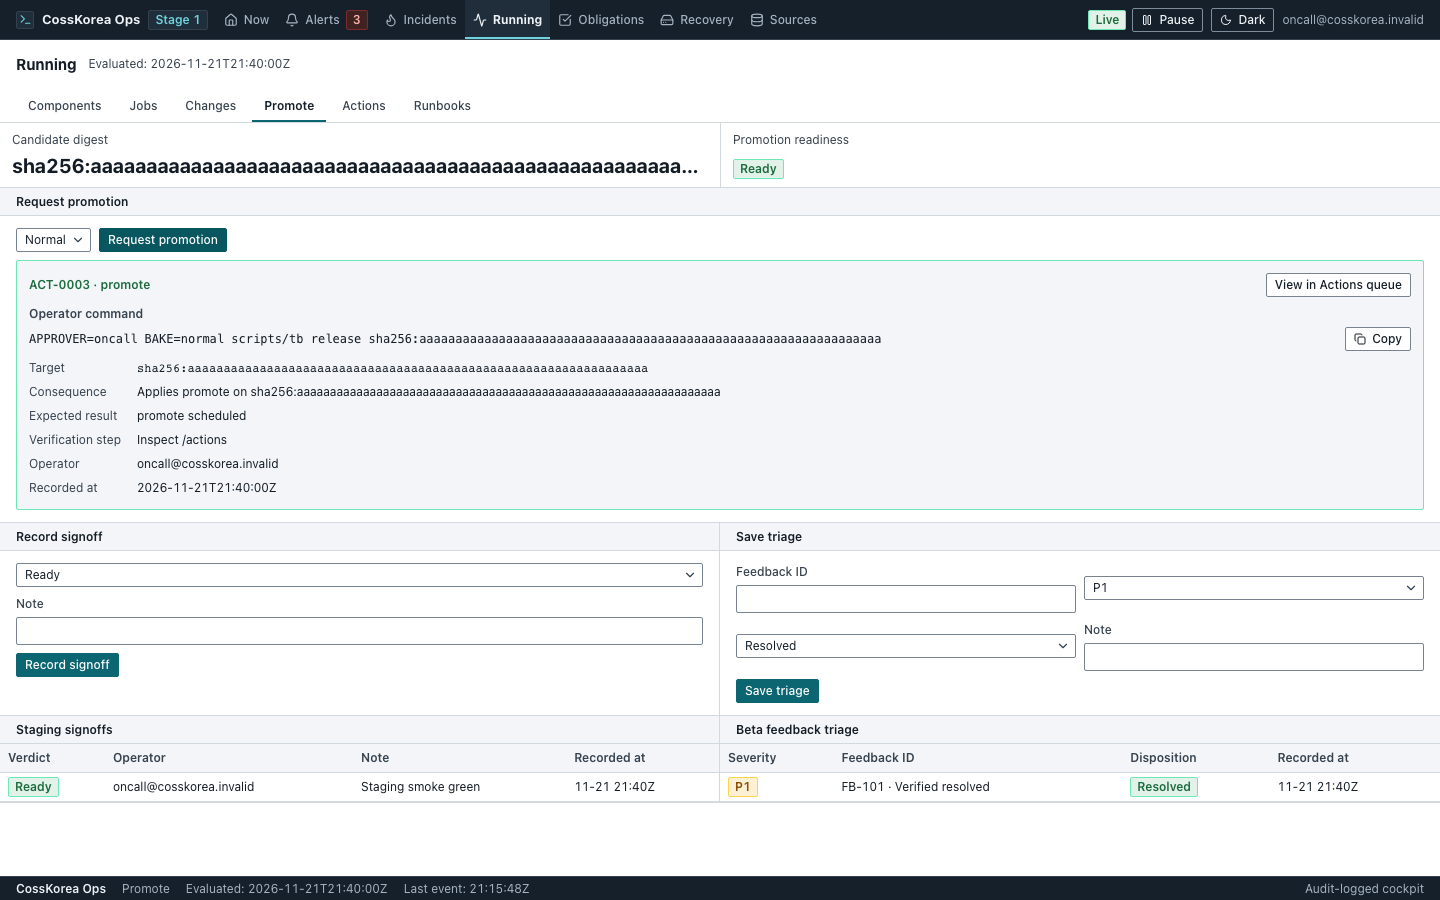 CossKorea Ops Stage 1 Now Alerts 3 Incidents Running Obligations Recovery Sources Live Pause Dark oncall@cosskorea.invalid
Running Evaluated: 2026-11-21T21:40:00Z
Components Jobs Changes Promote Actions Runbooks
Candidate digest
sha256:aaaaaaaaaaaaaaaaaaaaaaaaaaaaaaaaaaaaaaaaaaaaaaaaaaaaa...
Promotion readiness
Ready
Request promotion
Normal Request promotion
ACT-0003 · promote View in Actions queue
Operator command
APPROVER=oncall BAKE=normal scripts/tb release sha256:aaaaaaaaaaaaaaaaaaaaaaaaaaaaaaaaaaaaaaaaaaaaaaaaaaaaaaaaaaaaaaaa Copy
Target sha256:aaaaaaaaaaaaaaaaaaaaaaaaaaaaaaaaaaaaaaaaaaaaaaaaaaaaaaaaaaaaaaaa
Consequence Applies promote on sha256:aaaaaaaaaaaaaaaaaaaaaaaaaaaaaaaaaaaaaaaaaaaaaaaaaaaaaaaaaaaaaaaa
Expected result promote scheduled
Verification step Inspect /actions
Operator oncall@cosskorea.invalid
Recorded at 2026-11-21T21:40:00Z
Record signoff
Ready
Note
Record signoff
Save triage
Feedback ID
P1
Resolved
Note
Save triage
Staging signoffs
Verdict Operator Note Recorded at
Ready oncall@cosskorea.invalid Staging smoke green 11-21 21:40Z
Beta feedback triage
Severity Feedback ID Disposition Recorded at
P1 FB-101 · Verified resolved Resolved 11-21 21:40Z
CossKorea Ops Promote Evaluated: 2026-11-21T21:40:00Z Last event: 21:15:48Z Audit-logged cockpit